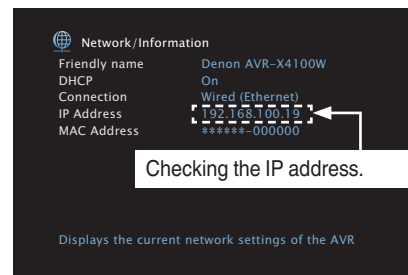 Network/Information
Friendly name Denon AVR-X4100W
DHCP On
Connection Wired (Ethernet)
IP Address 192.168.100.19
MAC Address ******-000000
Checking the IP address.
Displays the current network settings of the AVR